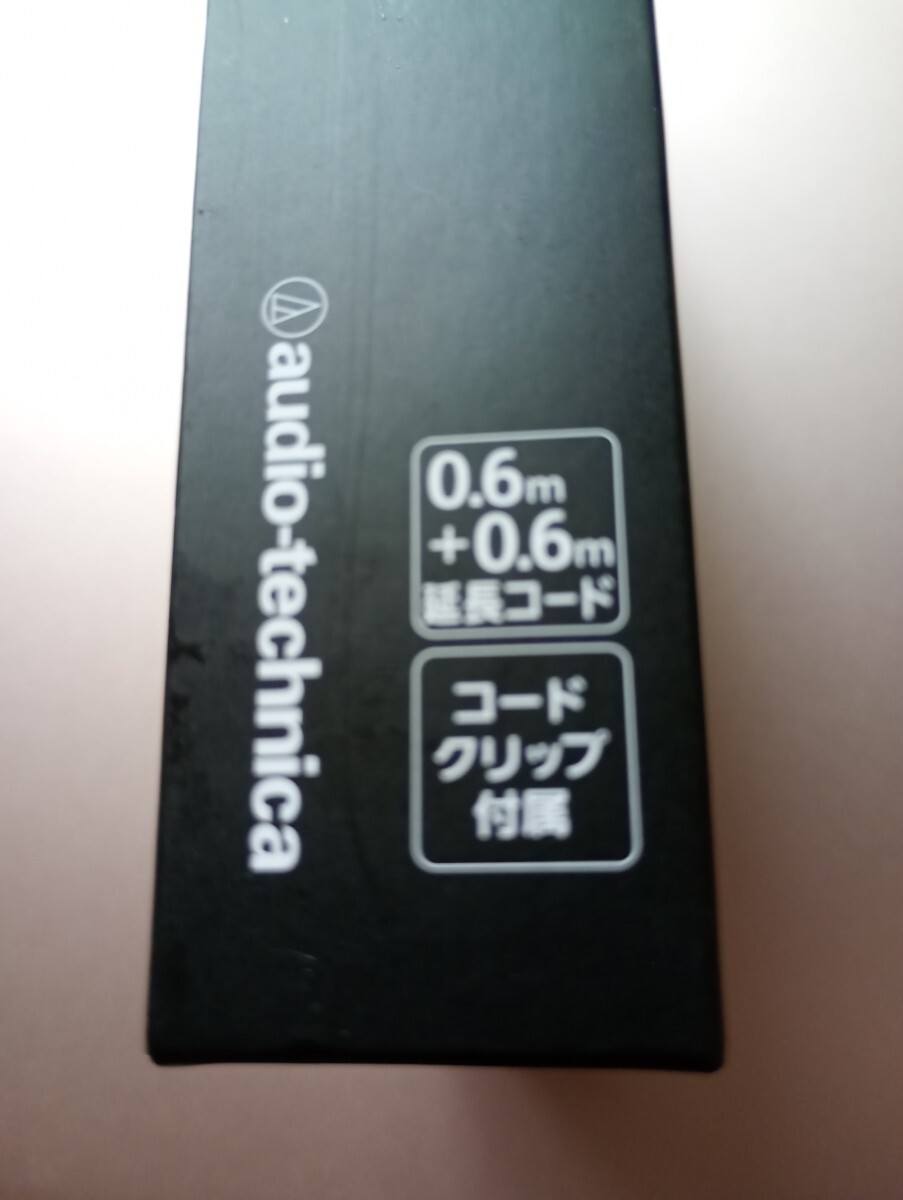 audio-technica
0.6m
+0.6m
延長コード
コード
クリップ
付属